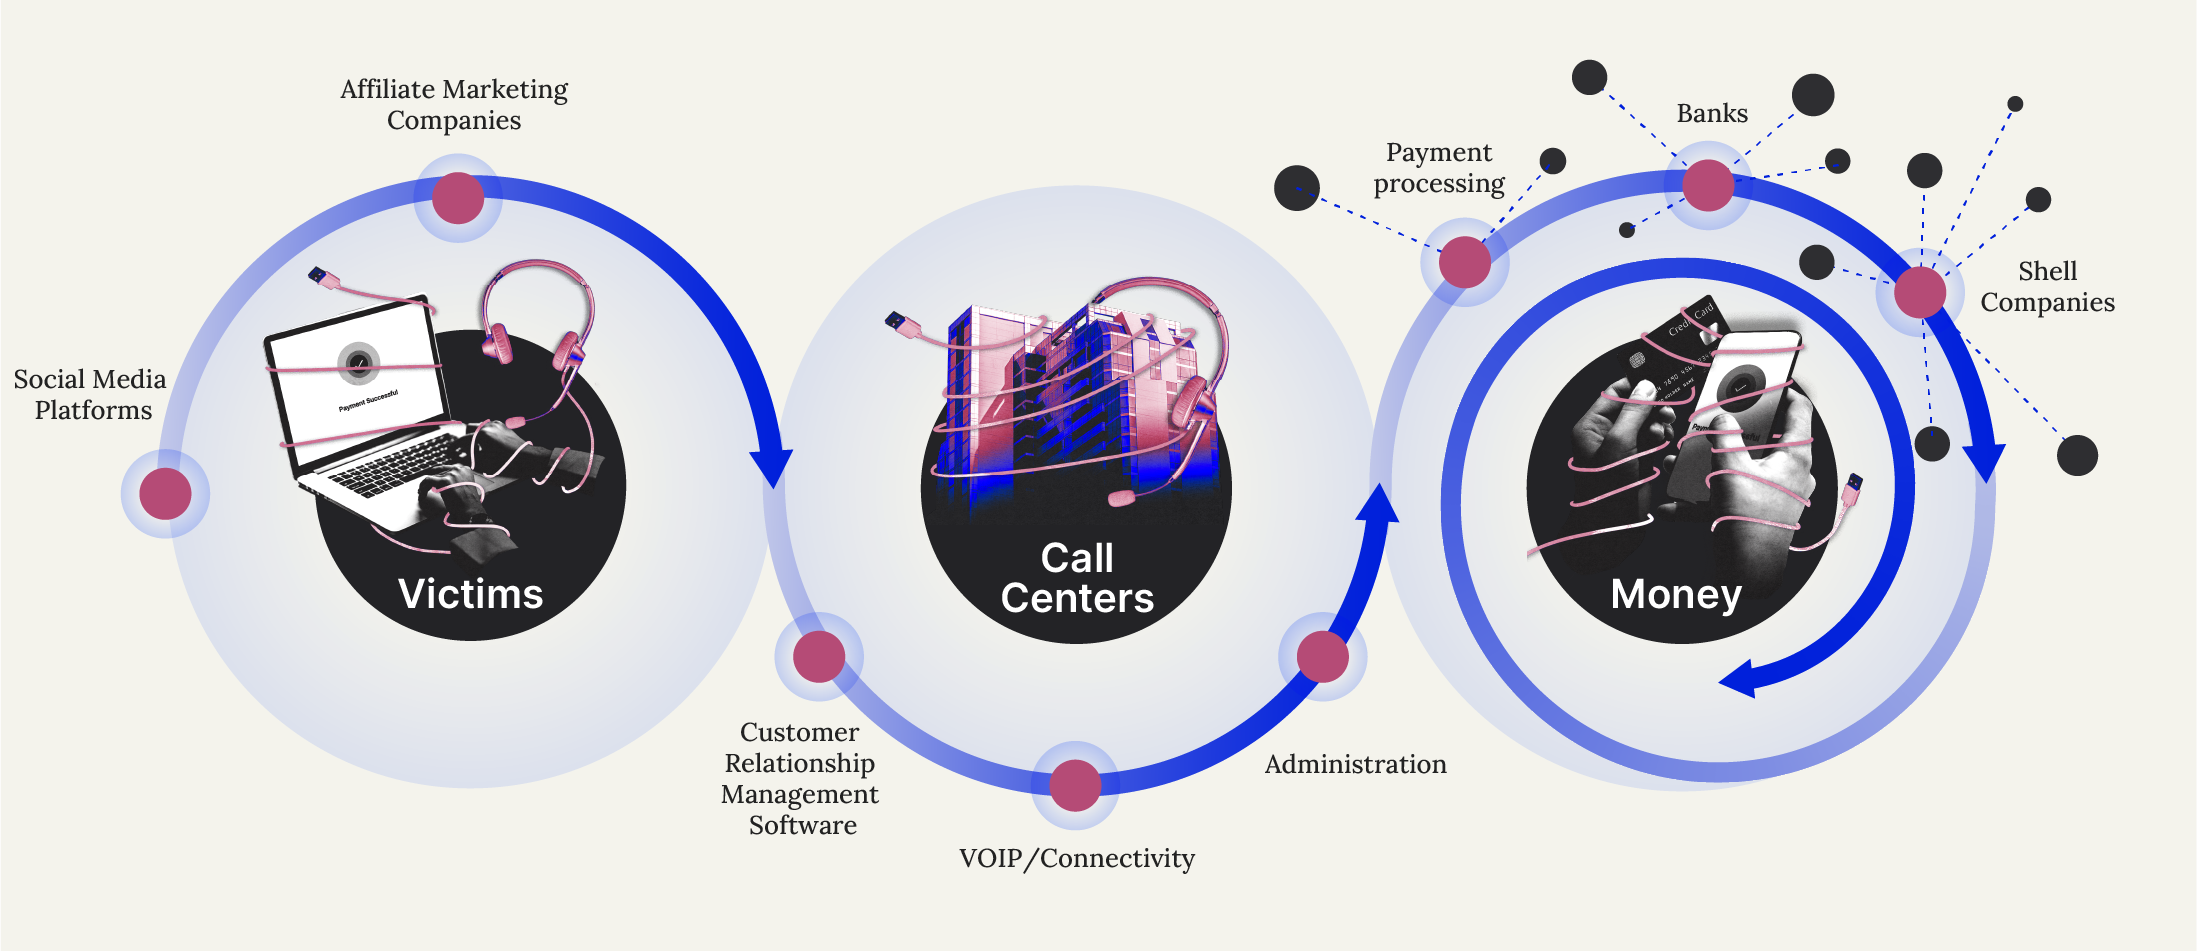 Affiliate Marketing
Companies
Social Media
Platforms
Payment Successful
Victims
Call
Centers
Customer
Relationship
Management
Software
VOIP/Connectivity
Administration
Payment
processing
Banks
Shell
Companies
Credit Card
Money